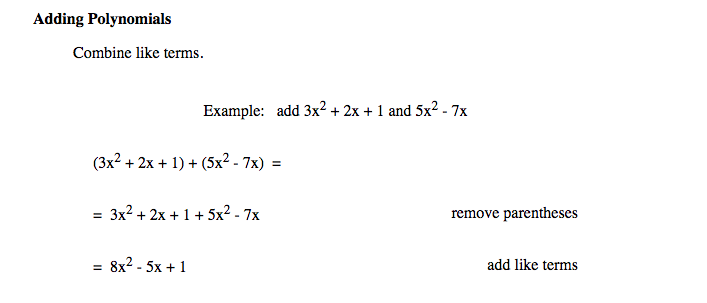 Adding Polynomials
Combine like terms.
Example: add 3x² + 2x + 1 and 5x² - 7x
(3x² + 2x + 1) + (5x² - 7x) =
= 3x² + 2x + 1 + 5x² - 7x remove parentheses
= 8x² - 5x + 1 add like terms